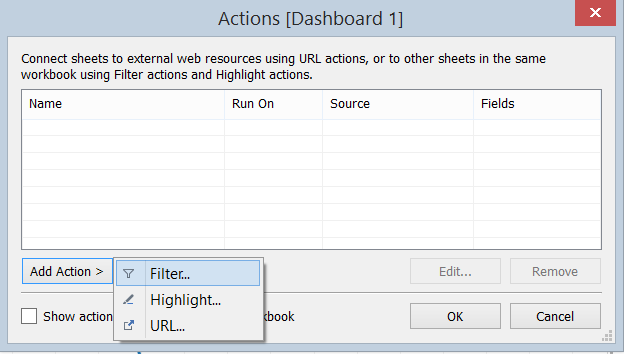 Actions [Dashboard 1]
Connect sheets to external web resources using URL actions, or to other sheets in the same
workbook using Filter actions and Highlight actions.
Name Run On Source Fields
Add Action > Filter... Edit... Remove
Highlight...
Show action kbook OK Cancel
URL...